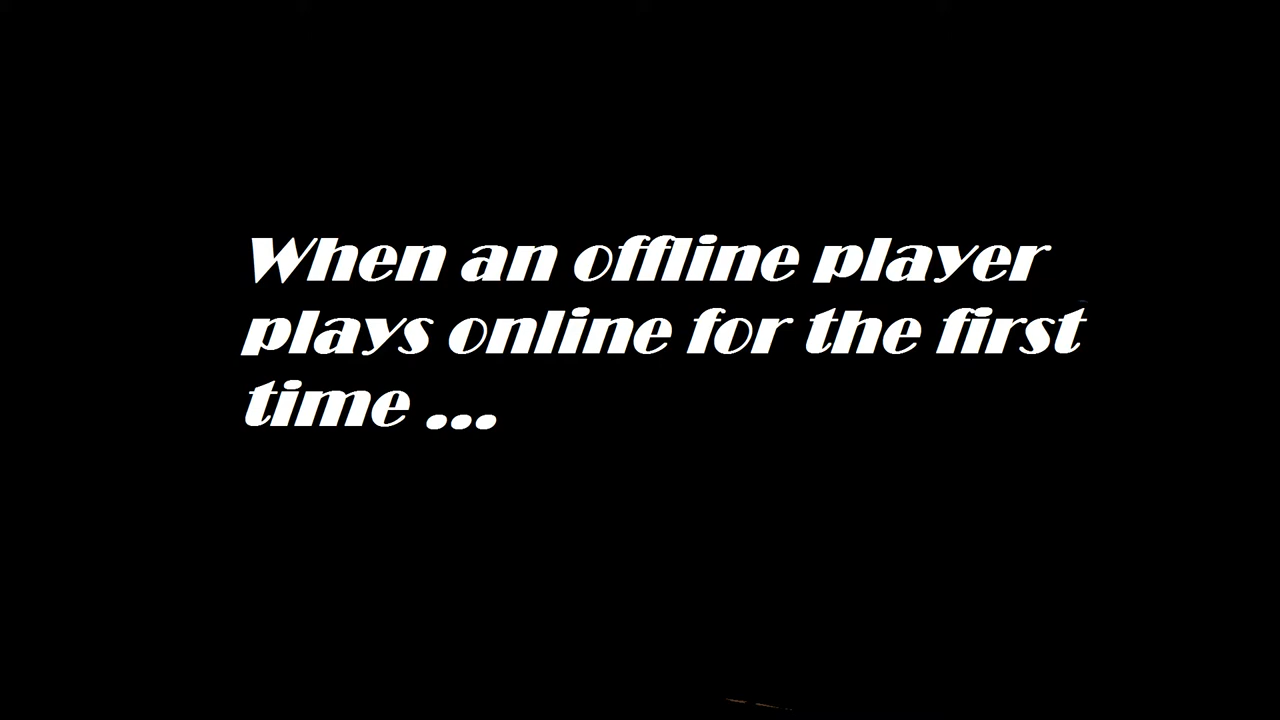 When an offline player
plays online for the first
time ...